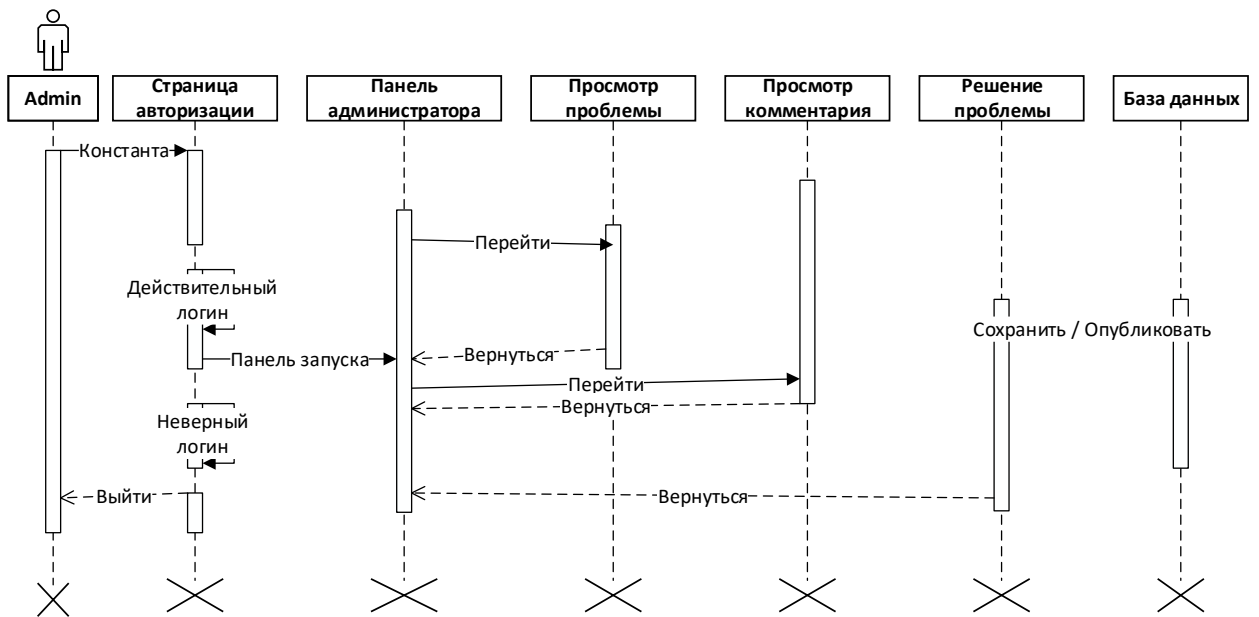 Admin
Страница
авторизации
Панель
администратора
Просмотр
проблемы
Просмотр
комментария
Решение
проблемы
База данных
Константа
Перейти
Действительный
логин
Сохранить / Опубликовать
Вернуться
Панель запуска
Перейти
Вернуться
Неверный
логин
Выйти
Вернуться